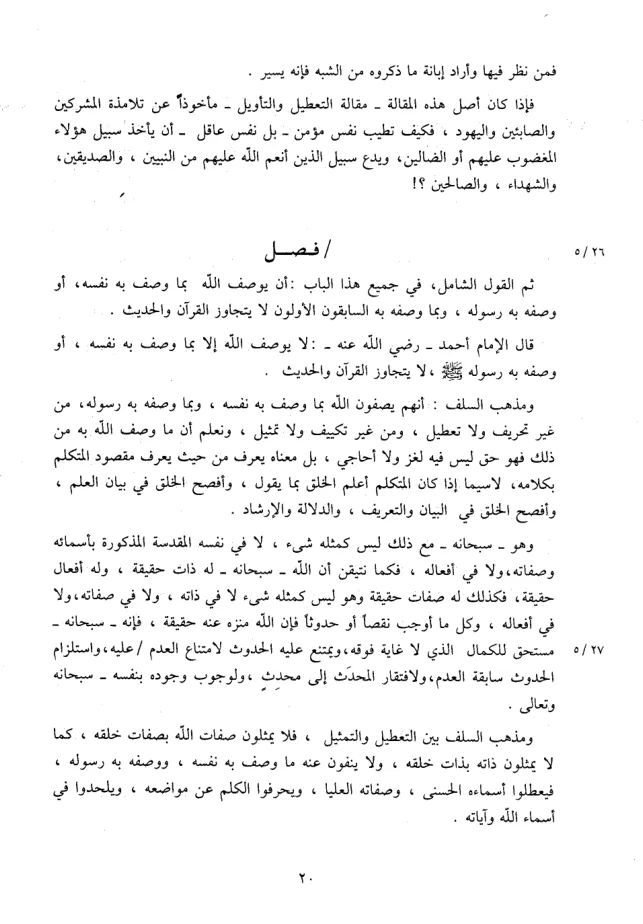 فمن نظر فيها وأراد إبانة ما ذكروه من الشبه فإنه يسير .
فإذا كان أصل هذه المقالة ـ مقالة التعطيل والتأويل ـ مأخوذاً عن تلامذة المشركين
والصابئين واليهود ، فكيف تطيب نفس مؤمن ـ بل نفس عاقل ـ أن يأخذ سبيل هؤلاء
المغضوب عليهم أو الضالين، ويدع سبيل الذين أنعم الله عليهم من النبيين ، والصديقين،
والشهداء ، والصالحين ؟!
/ فـصـــل
٥/ ٢٦
ثم القول الشامل، في جميع هذا الباب :أن يوصف الله بما وصف به نفسه، أو
وصفه به رسوله ، وبما وصفه به السابقون الأولون لا يتجاوز القرآن والحديث .
قال الإمام أحمد ـ رضي الله عنه ـ :لا يوصف الله إلا بما وصف به نفسه ، أو
وصفه به رسوله ﷺ ،لا يتجاوز القرآن والحديث .
ومذهب السلف : أنهم يصفون الله بما وصف به نفسه ، وبما وصفه به رسوله، من
غير تحريف ولا تعطيل ، ومن غير تكييف ولا تمثيل ، ونعلم أن ما وصف الله به من
ذلك فهو حق ليس فيه لغز ولا أحاجي ، بل معناه يعرف من حيث يعرف مقصود المتكلم
بكلامه، لاسيما إذا كان المتكلم أعلم الخلق بما يقول ، وأفصح الخلق في بيان العلم ،
وأفصح الخلق في البيان والتعريف ، والدلالة والإرشاد .
وهو ـ سبحانه ـ مع ذلك ليس كمثله شىء ، لا في نفسه المقدسة المذكورة بأسمائه
وصفاته،ولا في أفعاله ، فكما نتيقن أن الله ـ سبحانه ـ له ذات حقيقة ، وله أفعال
حقيقة، فكذلك له صفات حقيقة وهو ليس كمثله شىء لا في ذاته ، ولا في صفاته،ولا
في أفعاله ، وكل ما أوجب نقصاً أو حدوثاً فإن الله منزه عنه حقيقة ، فإنه ـ سبحانه ـ
مستحق للكمال الذي لا غاية فوقه،ويمتنع عليه الحدوث لامتناع العدم /عليه،واستلزام
٥/ ٢٧
الحدوث سابقة العدم،ولافتقار المحدَث إلى محدِثٍ ،ولوجوب وجوده بنفسه ـ سبحانه
وتعالى .
ومذهب السلف بين التعطيل والتمثيل ، فلا يمثلون صفات الله بصفات خلقه ، كما
لا يمثلون ذاته بذات خلقه ، ولا ينفون عنه ما وصف به نفسه ، ووصفه به رسوله ،
فيعطلوا أسماءه الحسنى ، وصفاته العليا ، ويحرفوا الكلم عن مواضعه ، ويلحدوا في
أسماء الله وآياته .
٢٠